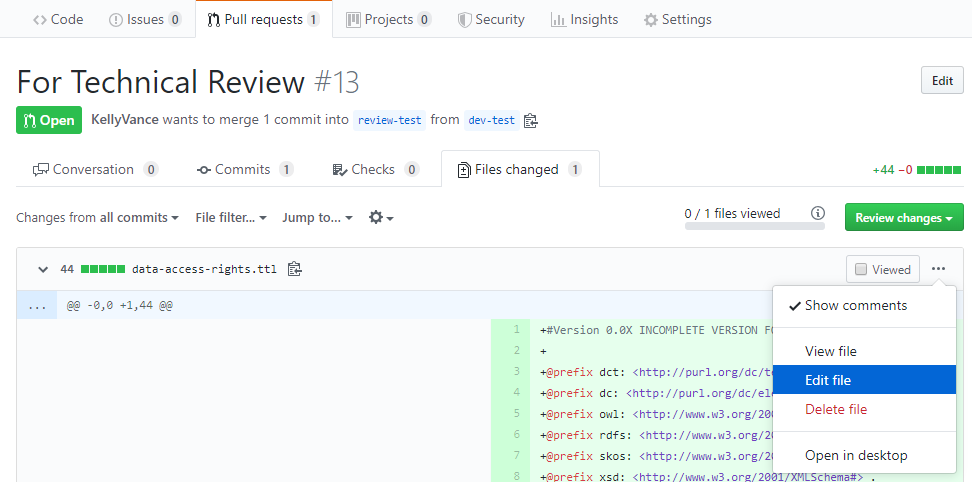 Code Issues 0 Pull requests 1 Projects 0 Security Insights Settings
For Technical Review #13 Edit
Open KellyVance wants to merge 1 commit into review-test from dev-test
Conversation 0 Commits 1 Checks 0 Files changed 1 +44 −0
Changes from all commits File filter... Jump to... 0 / 1 files viewed Review changes
44 data-access-rights.ttl Viewed ...
... @@ -0,0 +1,44 @@
Show comments
1 +#Version 0.0X INCOMPLETE VERSION
2 +
View file
3 +@prefix dct: <http://purl.org/dc/
Edit file
4 +@prefix dc: <http://purl.org/dc/
Delete file
5 +@prefix owl: <http://www.w3.org/
6 +@prefix rdfs: <http://www.w3.org/
7 +@prefix skos: <http://www.w3.org/
Open in desktop
8 +@prefix xsd: <http://www.w3.org/2001/XMLSchema#> .